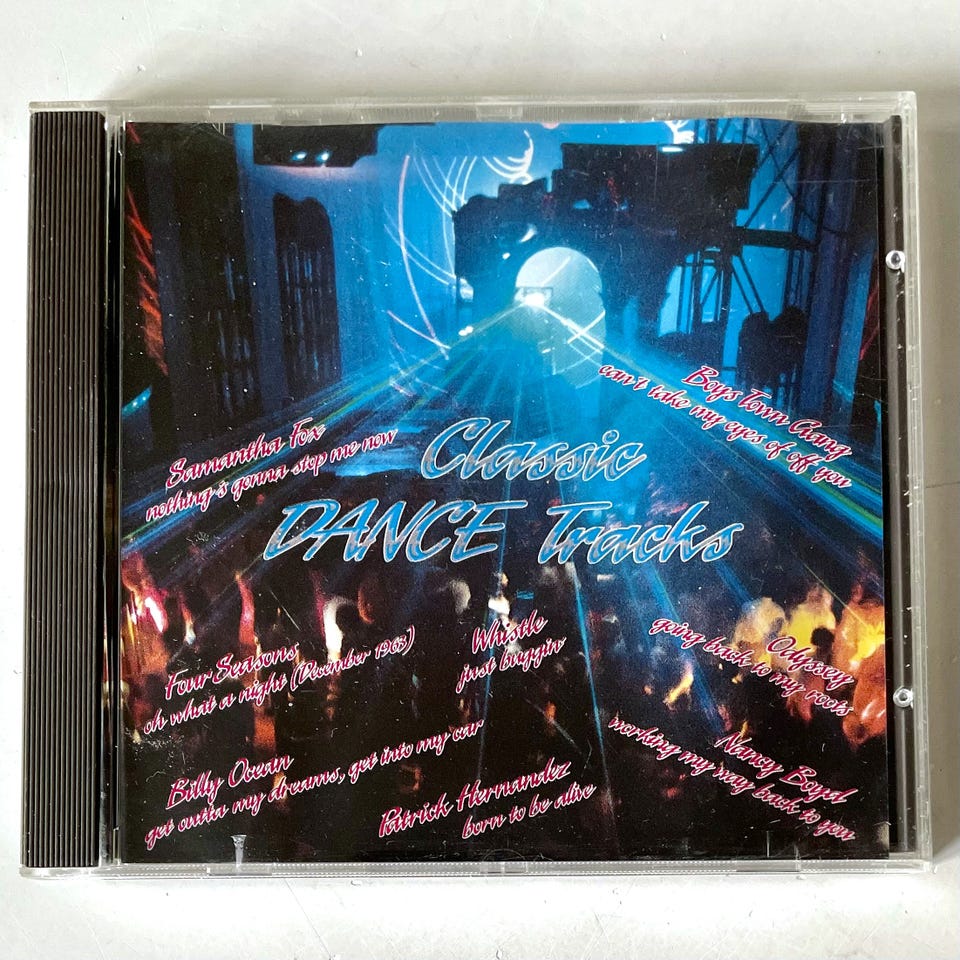 Boys Town Gang
can't take my eyes of off you
Samantha Fox
nothing's gonna stop me now
Classic
DANCE Tracks
Four Seasons
oh what a night (December 1963)
Whistle
just buggin'
Odyssey
going back to my roots
Billy Ocean
get outta my dreams, get into my car
Patrick Hernandez
born to be alive
Nancy Boyd
working my way back to you